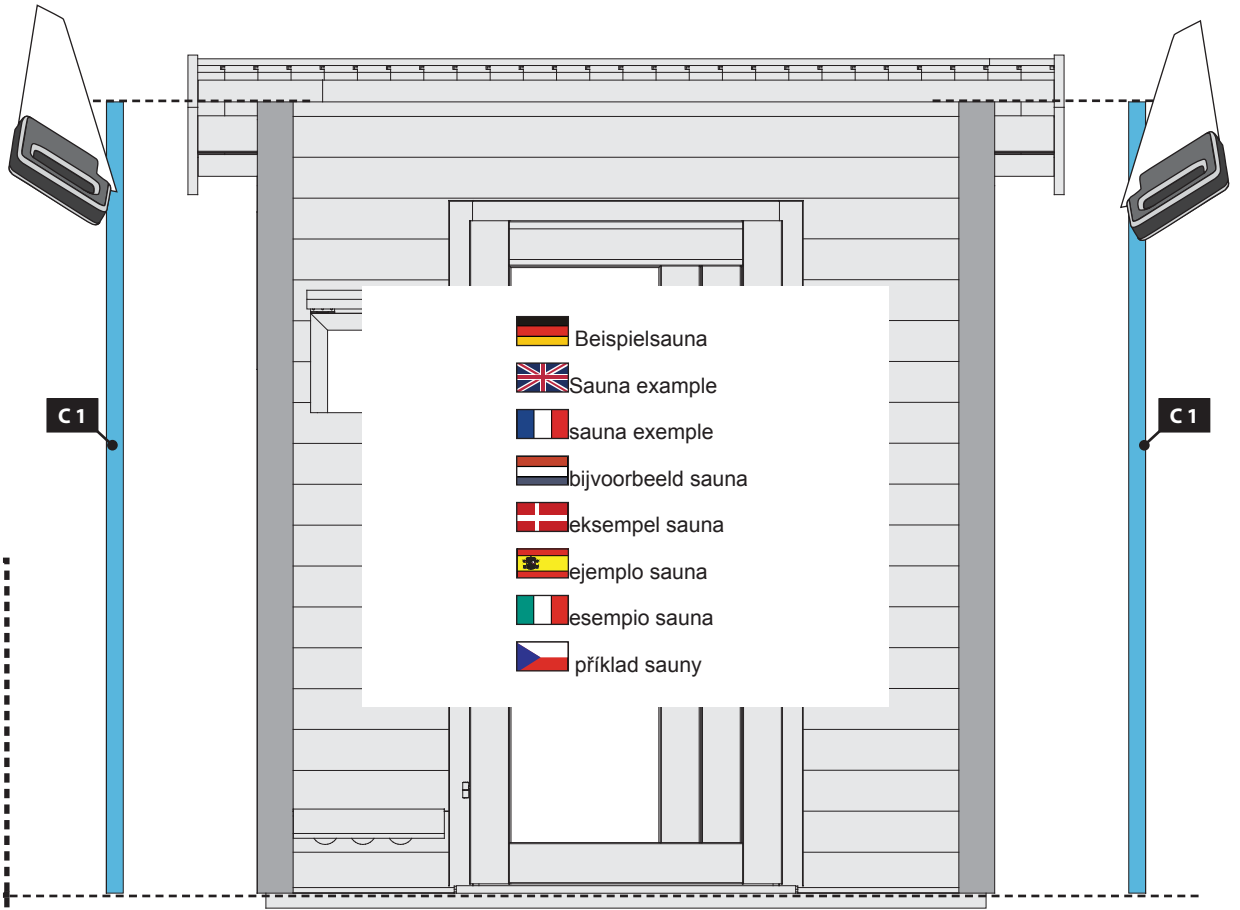 Beispielsauna
Sauna example
sauna exemple
C 1
C 1
bijvoorbeeld sauna
eksempel sauna
ejemplo sauna
esempio sauna
příklad sauny